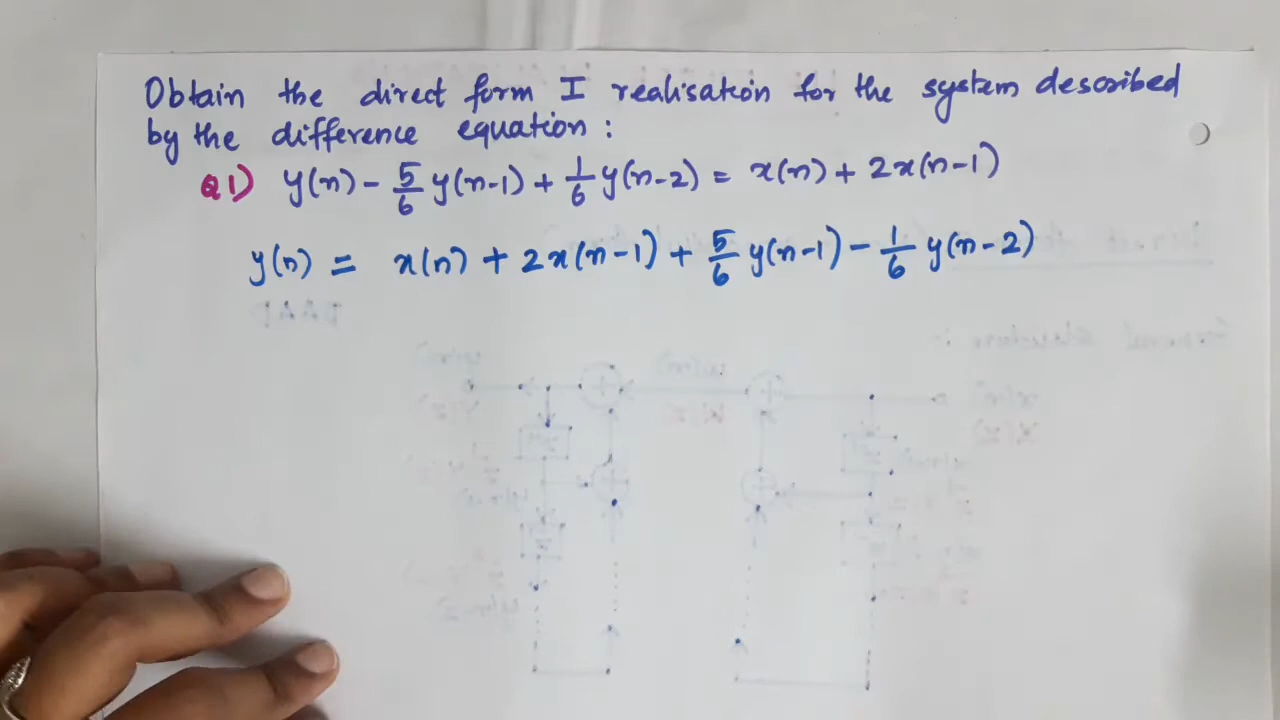 Obtain the direct form I realisation for the system described
by the difference equation :
Q1) y(n) - 5/6 y(n-1) + 1/6 y(n-2) = x(n) + 2x(n-1)
y(n) = x(n) + 2x(n-1) + 5/6 y(n-1) - 1/6 y(n-2)